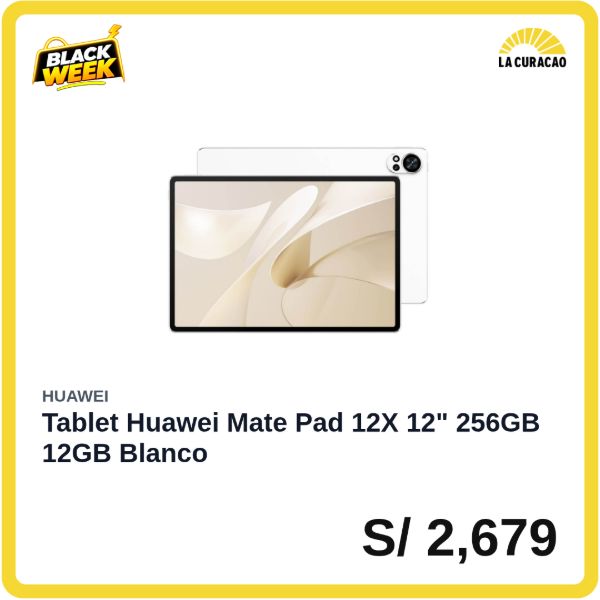 BLACK
WEEK
LA CURACAO
HUAWEI
Tablet Huawei Mate Pad 12X 12" 256GB
12GB Blanco
S/ 2,679